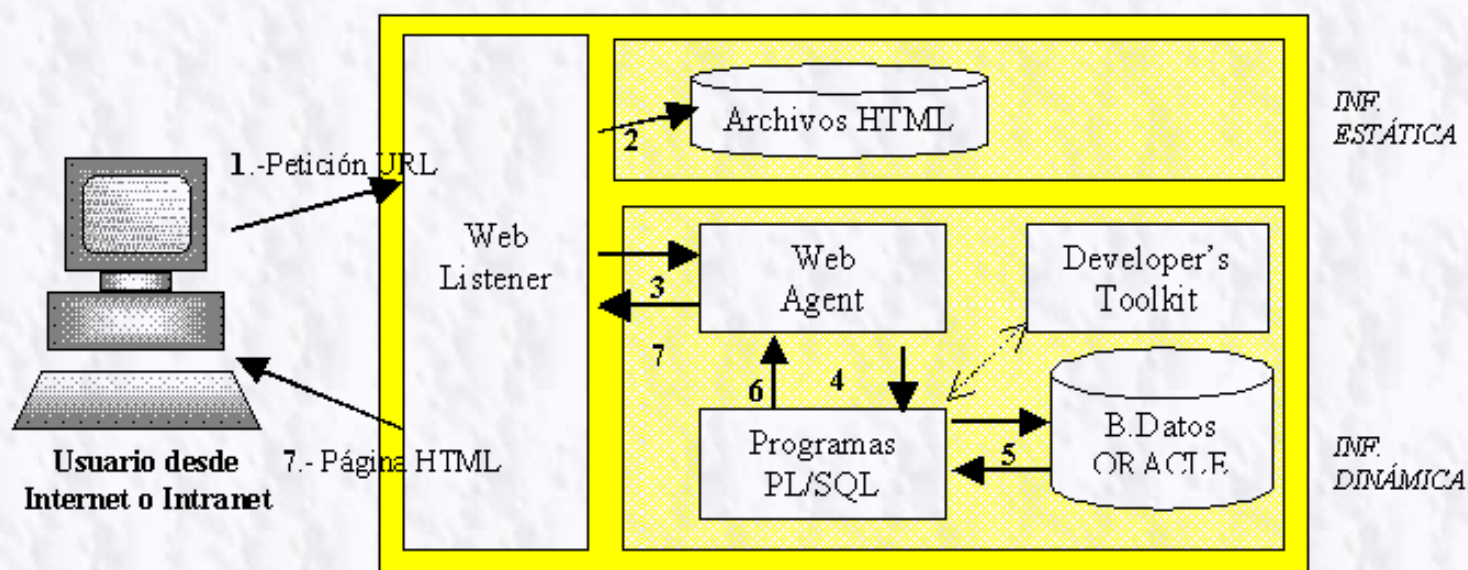 1.-Petición URL
Web
Listener
2
Archivos HTML
INF.
ESTÁTICA
3
Web
Agent
Developer's
Toolkit
7
6
4
Programas
PL/SQL
5
B.Datos
ORACLE
INF.
DINÁMICA
7.- Página HTML
Usuario desde
Internet o Intranet